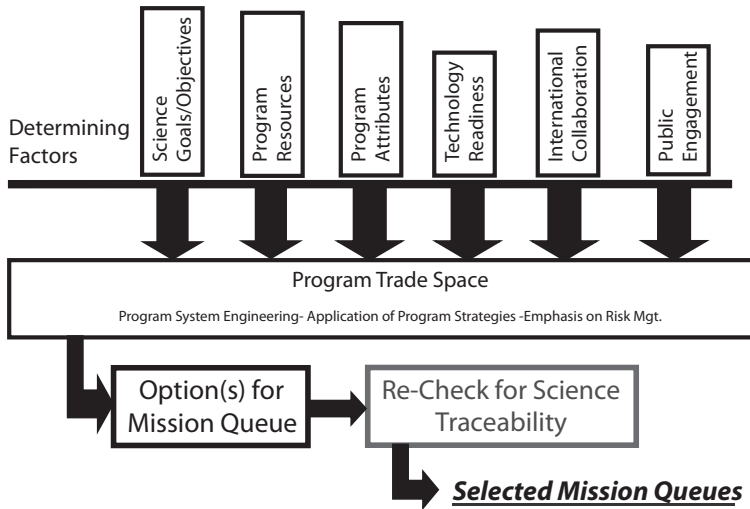 Science
Goals/Objectives
Program
Resources
Program
Attributes
Technology
Readiness
International
Collaboration
Public
Engagement
Determining
Factors
Program Trade Space
Program System Engineering- Application of Program Strategies -Emphasis on Risk Mgt.
Option(s) for
Mission Queue
Re-Check for Science
Traceability
Selected Mission Queues